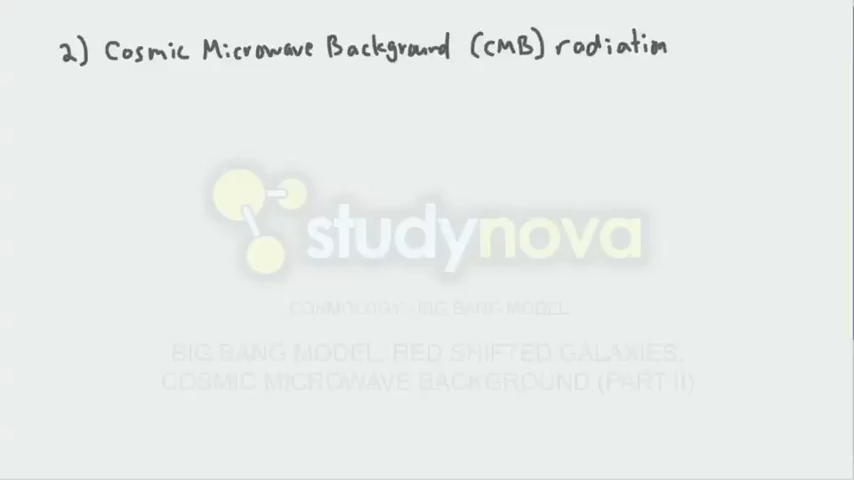 2) Cosmic Microwave Background (CMB) radiation
studynova
COSMOLOGY - BIG BANG MODEL
BIG BANG MODEL, RED SHIFTED GALAXIES,
COSMIC MICROWAVE BACKGROUND (PART II)